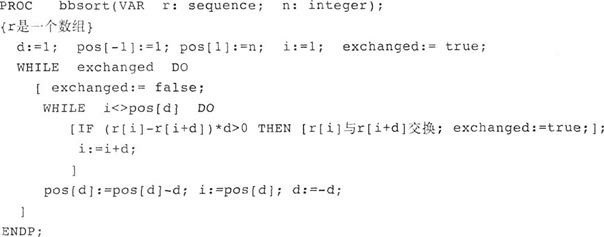 PROC bbsort(VAR r: sequence; n: integer);
{r是一个数组}
d:=1; pos[-1]:=1; pos[1]:=n; i:=1; exchanged:= true;
WHILE exchanged DO
[ exchanged:= false;
WHILE i<>pos[d] DO
[IF (r[i]-r[i+d])*d>0 THEN [r[i]与r[i+d]交换; exchanged:=true;];
i:=i+d;
]
pos[d]:=pos[d]-d; i:=pos[d]; d:=-d;
]
ENDP;